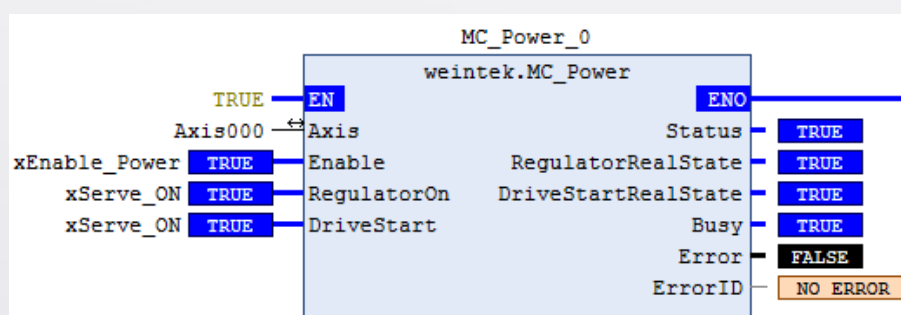 MC_Power_0
weintek.MC_Power
TRUE EN ENO
Axis000 Axis Status TRUE
xEnable_Power TRUE Enable RegulatorRealState TRUE
xServe_ON TRUE RegulatorOn DriveStartRealState TRUE
xServe_ON TRUE DriveStart Busy TRUE
Error FALSE
ErrorID NO ERROR